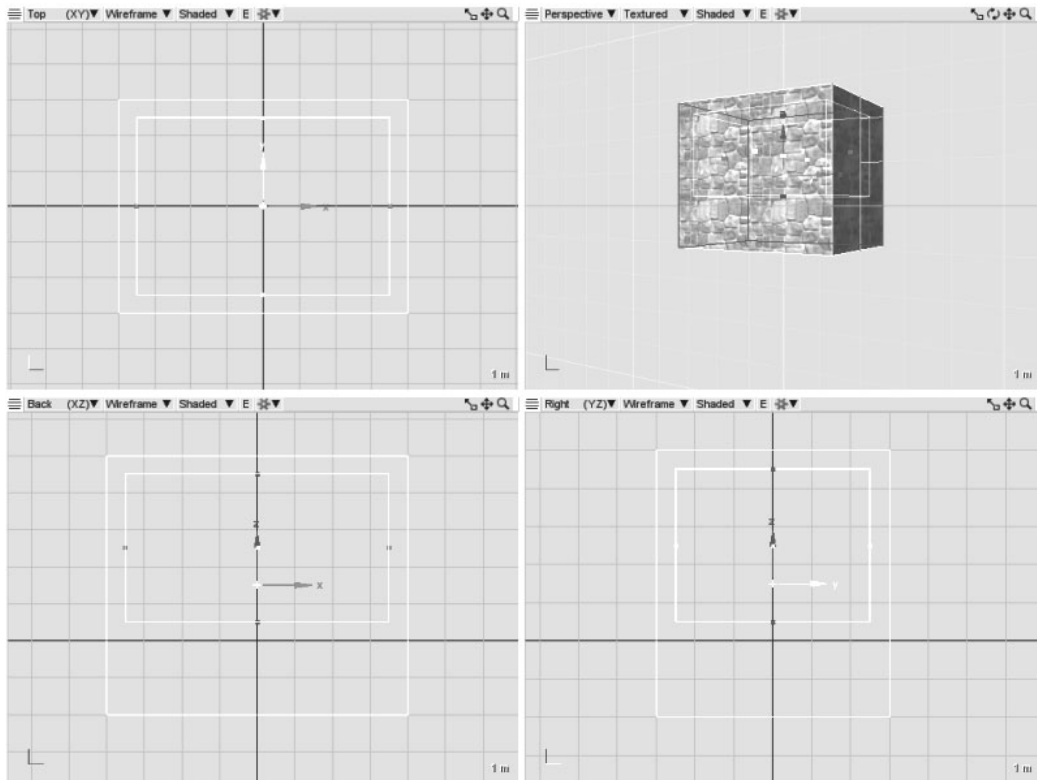 Top (XY)▼ Wireframe ▼ Shaded ▼ E ▼
Y
x
1 m
Perspective ▼ Textured ▼ Shaded ▼ E ▼
1 m
Back (XZ)▼ Wireframe ▼ Shaded ▼ E ▼
z
x
1 m
Right (YZ) ▼ Wireframe ▼ Shaded ▼ E ▼
z
y
1 m